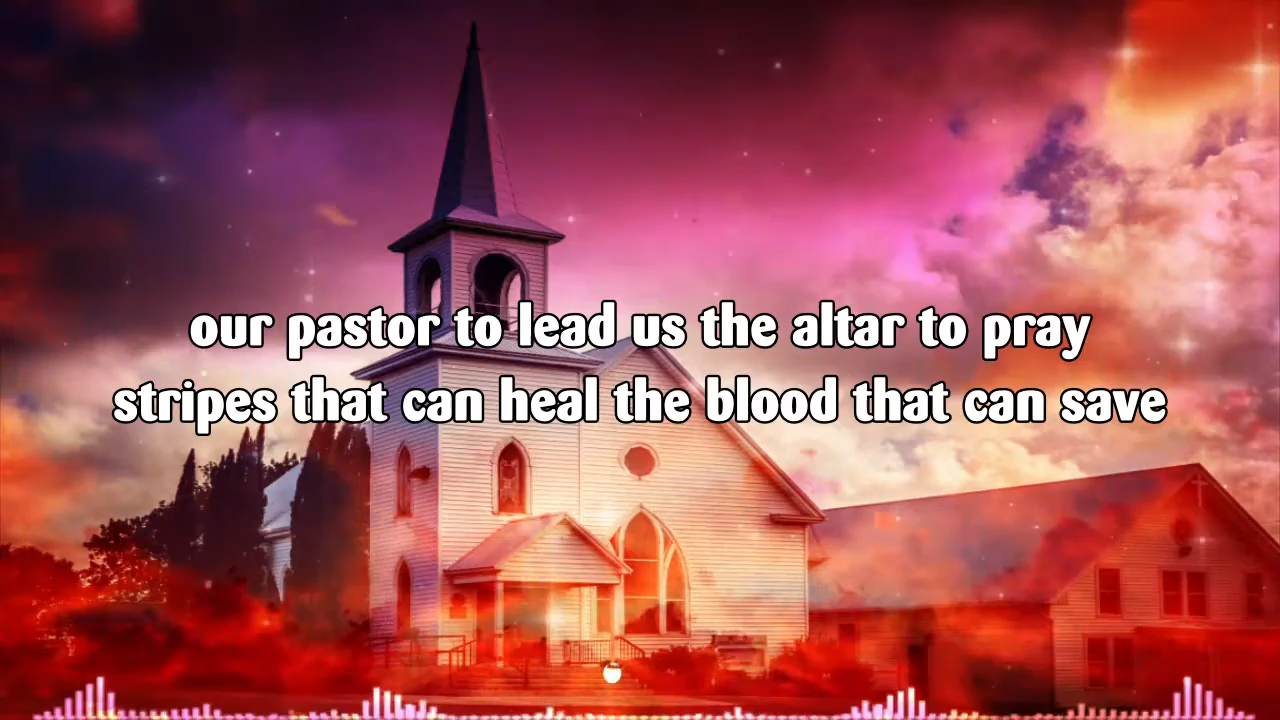 our pastor to lead us the altar to pray
stripes that can heal the blood that can save